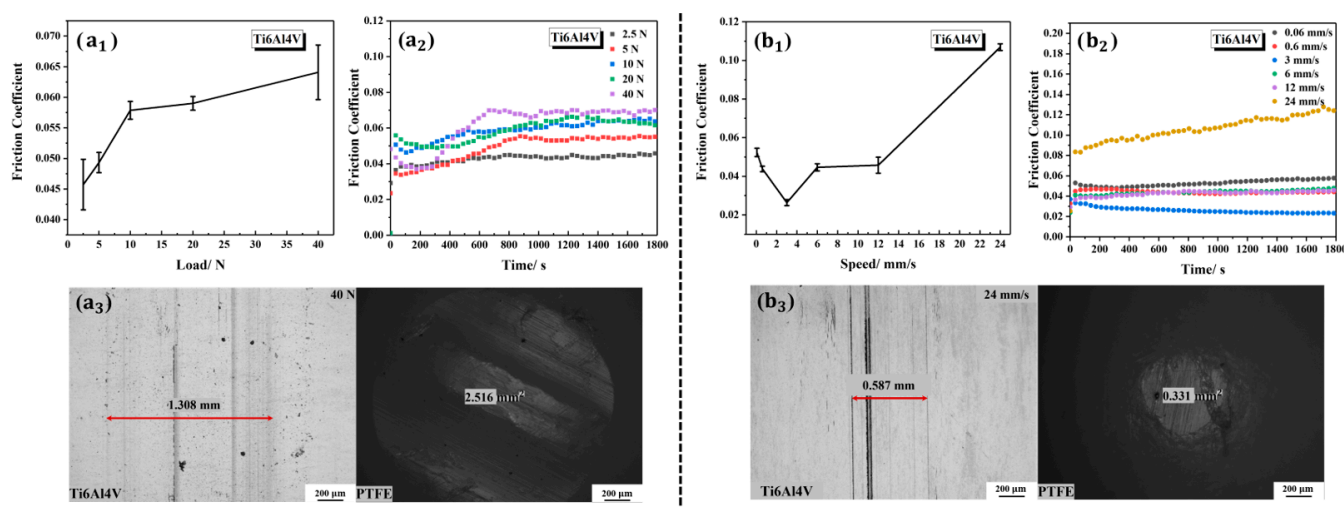 (a₁)
Ti6Al4V
0.070
0.065
0.060
0.055
0.050
0.045
0.040
Friction Coefficient
0 5 10 15 20 25 30 35 40
Load/ N
(a₂)
Ti6Al4V
2.5 N
5 N
10 N
20 N
40 N
0.12
0.10
0.08
0.06
0.04
0.02
0.00
Friction Coefficient
0 200 400 600 800 1000 1200 1400 1600 1800
Time/ s
(b₁)
Ti6Al4V
0.12
0.10
0.08
0.06
0.04
0.02
Friction Coefficient
0 2 4 6 8 10 12 14 16 18 20 22 24
Speed/ mm/s
(b₂)
Ti6Al4V
0.06 mm/s
0.6 mm/s
3 mm/s
6 mm/s
12 mm/s
24 mm/s
0.20
0.18
0.16
0.14
0.12
0.10
0.08
0.06
0.04
0.02
0.00
Friction Coefficient
0 200 400 600 800 1000 1200 1400 1600 1800
Time/ s
(a₃)
40 N
1.308 mm
Ti6Al4V
200 μm
2.516 mm²
PTFE
200 μm
(b₃)
24 mm/s
0.587 mm
Ti6Al4V
200 μm
0.331 mm²
PTFE
200 μm